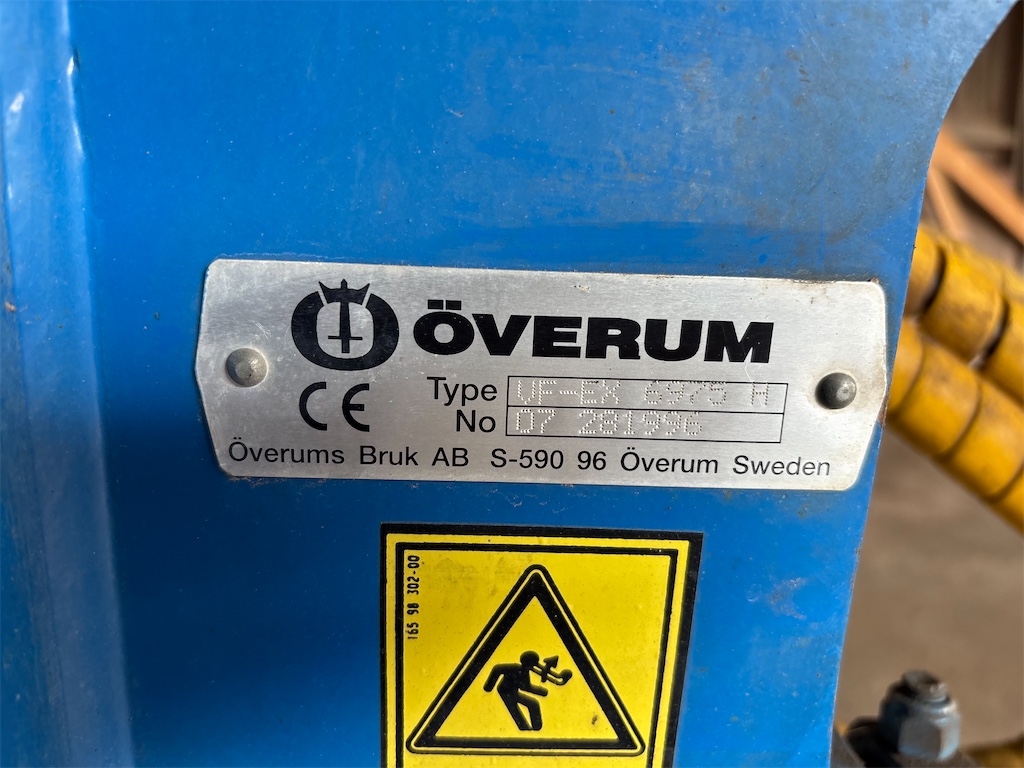 ÖVERUM
CE
Type VF-EX 6975 H
No 07 281996
Överums Bruk AB S-590 96 Överum Sweden
165 98 302-00